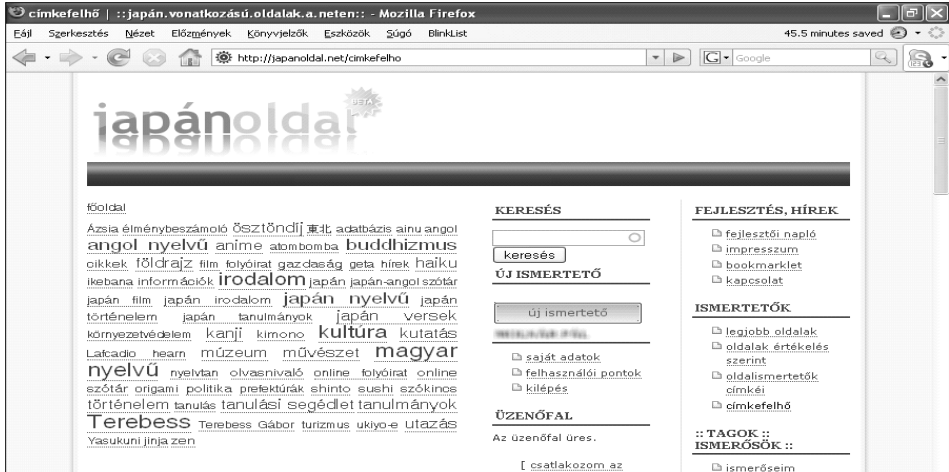 címkefelhő | ::japán.vonatkozású.oldalak.a.neten:: - Mozilla Firefox
Fájl Szerkesztés Nézet Előzmények Könyvjelzők Eszközök Súgó BlinkList 45.5 minutes saved
http://japanoldal.net/cimkefelho
Google
123
japánoldal
BETA
főoldal
Ázsia élménybeszámoló ösztöndíj 東北 adatbázis ainu angol
angol nyelvű anime atombomba buddhizmus
cikkek földrajz film folyóirat gazdaság geta hírek haiku
ikebana információk irodalom japán japán-angol szótár
japán film japán irodalom japán nyelvű japán
történelem japán tanulmányok japán versek
környezetvédelem kanji kimono kultúra kutatás
Lafcadio hearn múzeum művészet magyar
nyelvű nyelvtan olvasnivaló online folyóirat online
szótár origami politika prefektúrák shinto sushi szókincs
történelem tanulás tanulási segédlet tanulmányok
Terebess Terebess Gábor turizmus ukiyo-e utazás
Yasukuni jinja zen
KERESÉS
keresés
ÚJ ISMERTETŐ
új ismertető
saját adatok
felhasználói pontok
kilépés
ÜZENŐFAL
Az üzenőfal üres.
[ csatlakozom az
FEJLESZTÉS, HÍREK
fejlesztői napló
impresszum
bookmarklet
kapcsolat
ISMERTETŐK
legjobb oldalak
oldalak értékelés
szerint
oldalismertetők
címkéi
címkefelhő
:: TAGOK ::
ISMERŐSÖK ::
ismerőseim